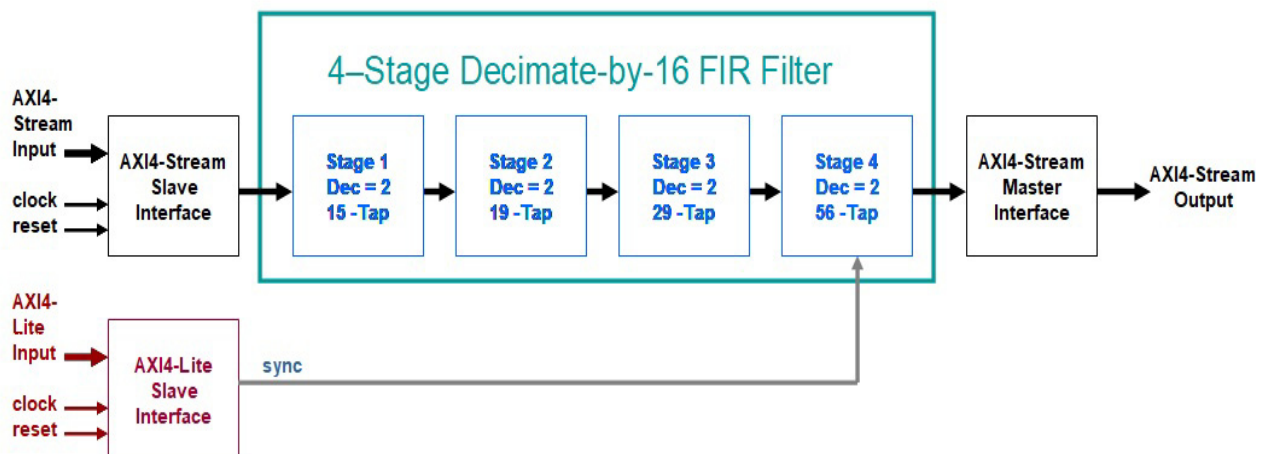 4–Stage Decimate-by-16 FIR Filter
AXI4-
Stream
Input
clock
reset
AXI4-Stream
Slave
Interface
Stage 1
Dec = 2
15 -Tap
Stage 2
Dec = 2
19 -Tap
Stage 3
Dec = 2
29 -Tap
Stage 4
Dec = 2
56 -Tap
AXI4-Stream
Master
Interface
AXI4-Stream
Output
AXI4-
Lite
Input
clock
reset
AXI4-Lite
Slave
Interface
sync